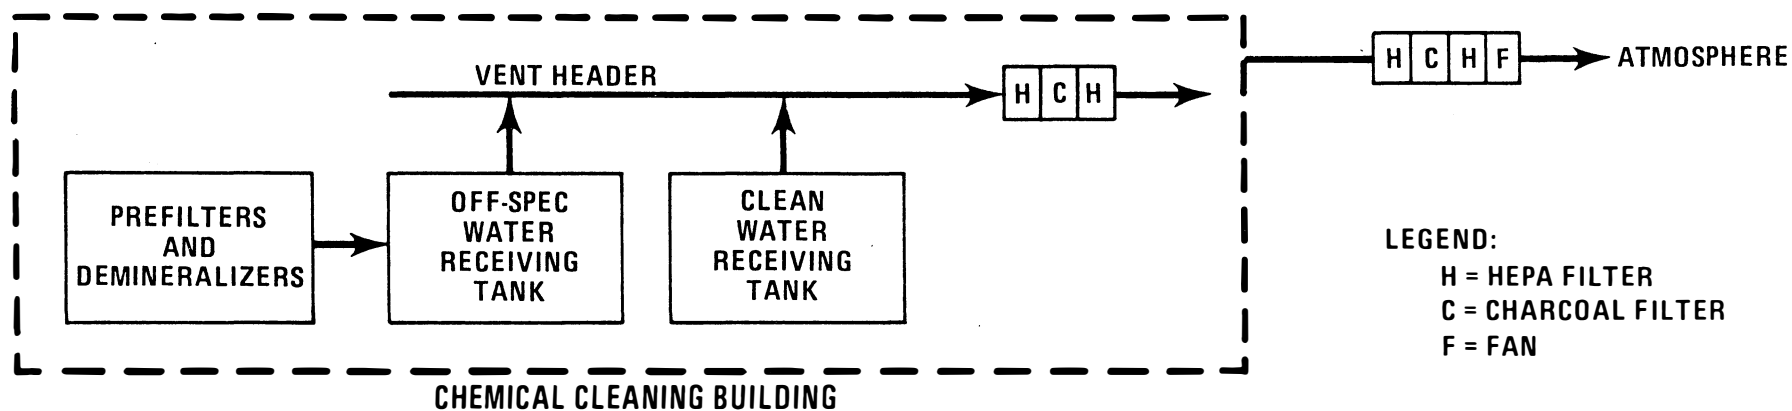 VENT HEADER
H C H
H C H F
ATMOSPHERE
PREFILTERS
AND
DEMINERALIZERS
OFF-SPEC
WATER
RECEIVING
TANK
CLEAN
WATER
RECEIVING
TANK
LEGEND:
H = HEPA FILTER
C = CHARCOAL FILTER
F = FAN
CHEMICAL CLEANING BUILDING